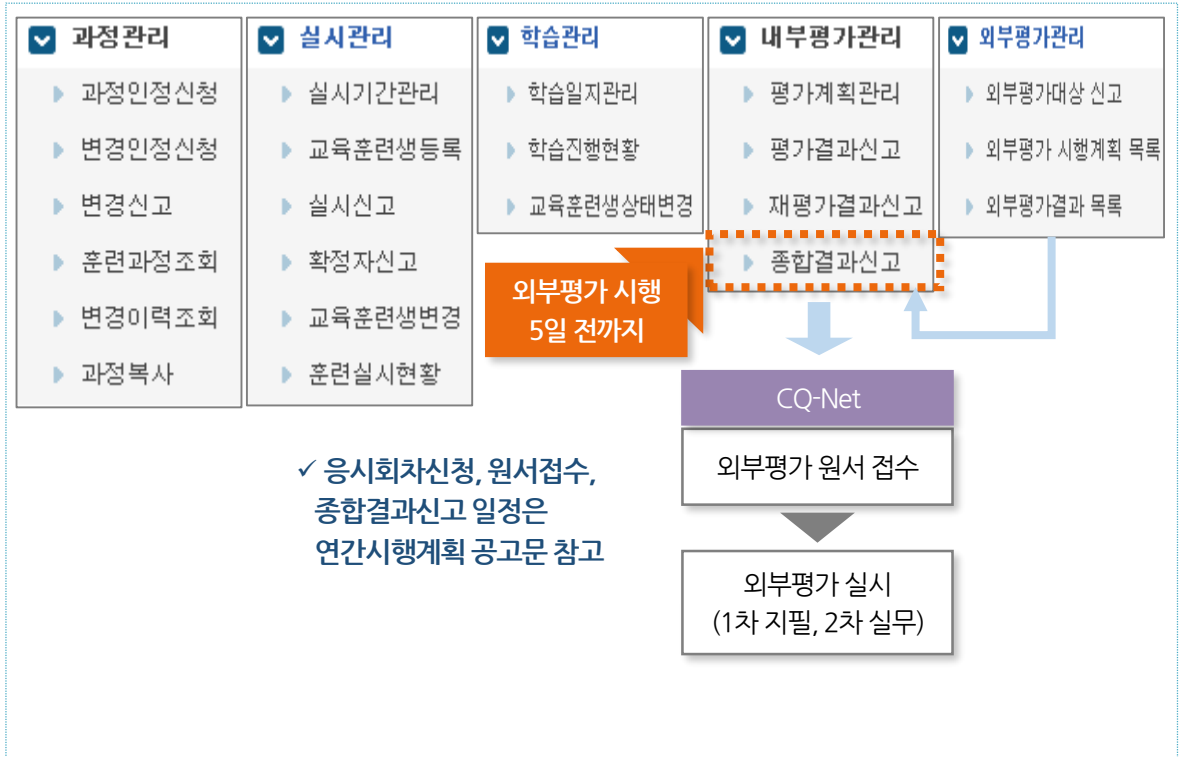 과정관리
과정인정신청
변경인정신청
변경신고
훈련과정조회
변경이력조회
과정복사
실시관리
실시기간관리
교육훈련생등록
실시신고
확정자신고
교육훈련생변경
훈련실시현황
학습관리
학습일지관리
학습진행현황
교육훈련생상태변경
내부평가관리
평가계획관리
평가결과신고
재평가결과신고
종합결과신고
외부평가관리
외부평가대상 신고
외부평가 시행계획 목록
외부평가결과 목록
외부평가 시행
5일 전까지
CQ-Net
외부평가 원서 접수
✓ 응시회차신청, 원서접수,
종합결과신고 일정은
연간시행계획 공고문 참고
외부평가 실시
(1차 지필, 2차 실무)